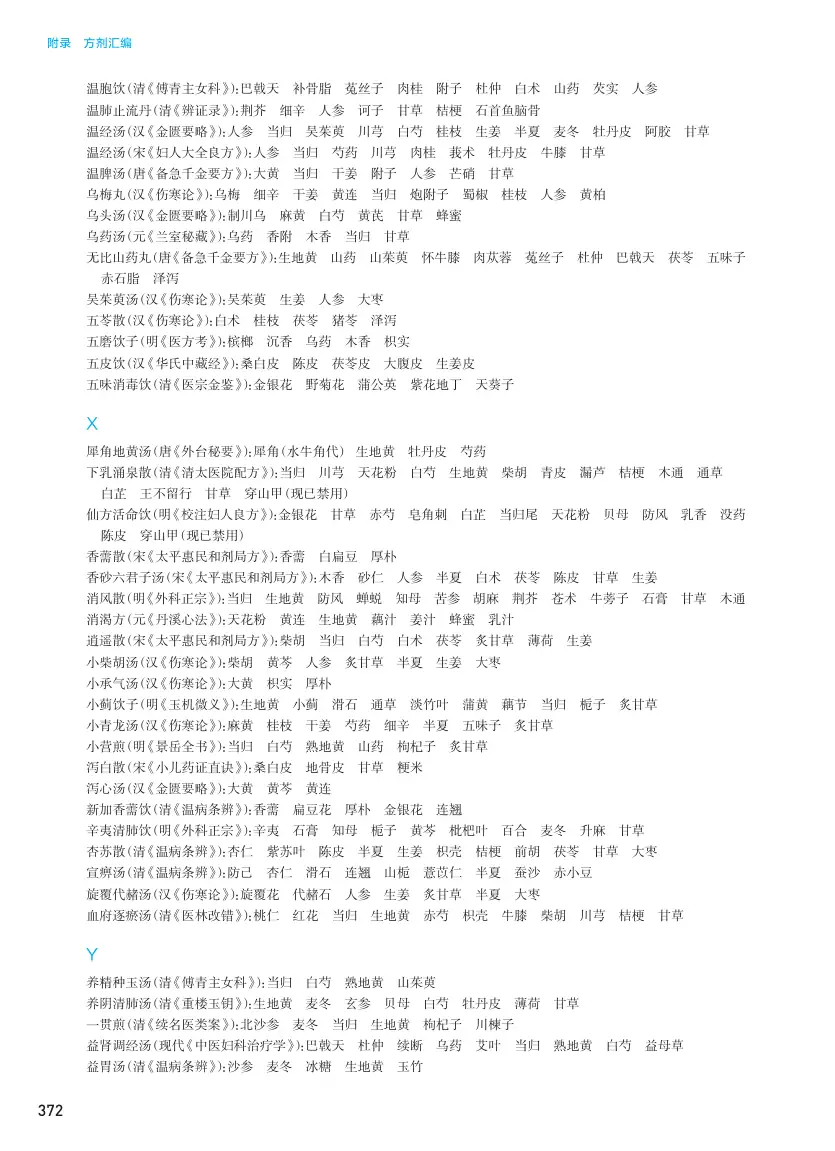 附录　方剂汇编
温胞饮(清《傅青主女科》):巴戟天　补骨脂　菟丝子　肉桂　附子　杜仲　白术　山药　芡实　人参
温肺止流丹(清《辨证录》):荆芥　细辛　人参　诃子　甘草　桔梗　石首鱼脑骨
温经汤(汉《金匮要略》):人参　当归　吴茱萸　川芎　白芍　桂枝　生姜　半夏　麦冬　牡丹皮　阿胶　甘草
温经汤(宋《妇人大全良方》):人参　当归　芍药　川芎　肉桂　莪术　牡丹皮　牛膝　甘草
温脾汤(唐《备急千金要方》):大黄　当归　干姜　附子　人参　芒硝　甘草
乌梅丸(汉《伤寒论》):乌梅　细辛　干姜　黄连　当归　炮附子　蜀椒　桂枝　人参　黄柏
乌头汤(汉《金匮要略》):制川乌　麻黄　白芍　黄芪　甘草　蜂蜜
乌药汤(元《兰室秘藏》):乌药　香附　木香　当归　甘草
无比山药丸(唐《备急千金要方》):生地黄　山药　山茱萸　怀牛膝　肉苁蓉　菟丝子　杜仲　巴戟天　茯苓　五味子
赤石脂　泽泻
吴茱萸汤(汉《伤寒论》):吴茱萸　生姜　人参　大枣
五苓散(汉《伤寒论》):白术　桂枝　茯苓　猪苓　泽泻
五磨饮子(明《医方考》):槟榔　沉香　乌药　木香　枳实
五皮饮(汉《华氏中藏经》):桑白皮　陈皮　茯苓皮　大腹皮　生姜皮
五味消毒饮(清《医宗金鉴》):金银花　野菊花　蒲公英　紫花地丁　天葵子
X
犀角地黄汤(唐《外台秘要》):犀角(水牛角代)　生地黄　牡丹皮　芍药
下乳涌泉散(清《清太医院配方》):当归　川芎　天花粉　白芍　生地黄　柴胡　青皮　漏芦　桔梗　木通　通草
白芷　王不留行　甘草　穿山甲(现已禁用)
仙方活命饮(明《校注妇人良方》):金银花　甘草　赤芍　皂角刺　白芷　当归尾　天花粉　贝母　防风　乳香　没药
陈皮　穿山甲(现已禁用)
香薷散(宋《太平惠民和剂局方》):香薷　白扁豆　厚朴
香砂六君子汤(宋《太平惠民和剂局方》):木香　砂仁　人参　半夏　白术　茯苓　陈皮　甘草　生姜
消风散(明《外科正宗》):当归　生地黄　防风　蝉蜕　知母　苦参　胡麻　荆芥　苍术　牛蒡子　石膏　甘草　木通
消渴方(元《丹溪心法》):天花粉　黄连　生地黄　藕汁　姜汁　蜂蜜　乳汁
逍遥散(宋《太平惠民和剂局方》):柴胡　当归　白芍　白术　茯苓　炙甘草　薄荷　生姜
小柴胡汤(汉《伤寒论》):柴胡　黄芩　人参　炙甘草　半夏　生姜　大枣
小承气汤(汉《伤寒论》):大黄　枳实　厚朴
小蓟饮子(明《玉机微义》):生地黄　小蓟　滑石　通草　淡竹叶　蒲黄　藕节　当归　栀子　炙甘草
小青龙汤(汉《伤寒论》):麻黄　桂枝　干姜　芍药　细辛　半夏　五味子　炙甘草
小营煎(明《景岳全书》):当归　白芍　熟地黄　山药　枸杞子　炙甘草
泻白散(宋《小儿药证直诀》):桑白皮　地骨皮　甘草　粳米
泻心汤(汉《金匮要略》):大黄　黄芩　黄连
新加香薷饮(清《温病条辨》):香薷　扁豆花　厚朴　金银花　连翘
辛夷清肺饮(明《外科正宗》):辛夷　石膏　知母　栀子　黄芩　枇杷叶　百合　麦冬　升麻　甘草
杏苏散(清《温病条辨》):杏仁　紫苏叶　陈皮　半夏　生姜　枳壳　桔梗　前胡　茯苓　甘草　大枣
宣痹汤(清《温病条辨》):防己　杏仁　滑石　连翘　山栀　薏苡仁　半夏　蚕沙　赤小豆
旋覆代赭汤(汉《伤寒论》):旋覆花　代赭石　人参　生姜　炙甘草　半夏　大枣
血府逐瘀汤(清《医林改错》):桃仁　红花　当归　生地黄　赤芍　枳壳　牛膝　柴胡　川芎　桔梗　甘草
Y
养精种玉汤(清《傅青主女科》):当归　白芍　熟地黄　山茱萸
养阴清肺汤(清《重楼玉钥》):生地黄　麦冬　玄参　贝母　白芍　牡丹皮　薄荷　甘草
一贯煎(清《续名医类案》):北沙参　麦冬　当归　生地黄　枸杞子　川楝子
益肾调经汤(现代《中医妇科治疗学》):巴戟天　杜仲　续断　乌药　艾叶　当归　熟地黄　白芍　益母草
益胃汤(清《温病条辨》):沙参　麦冬　冰糖　生地黄　玉竹
372